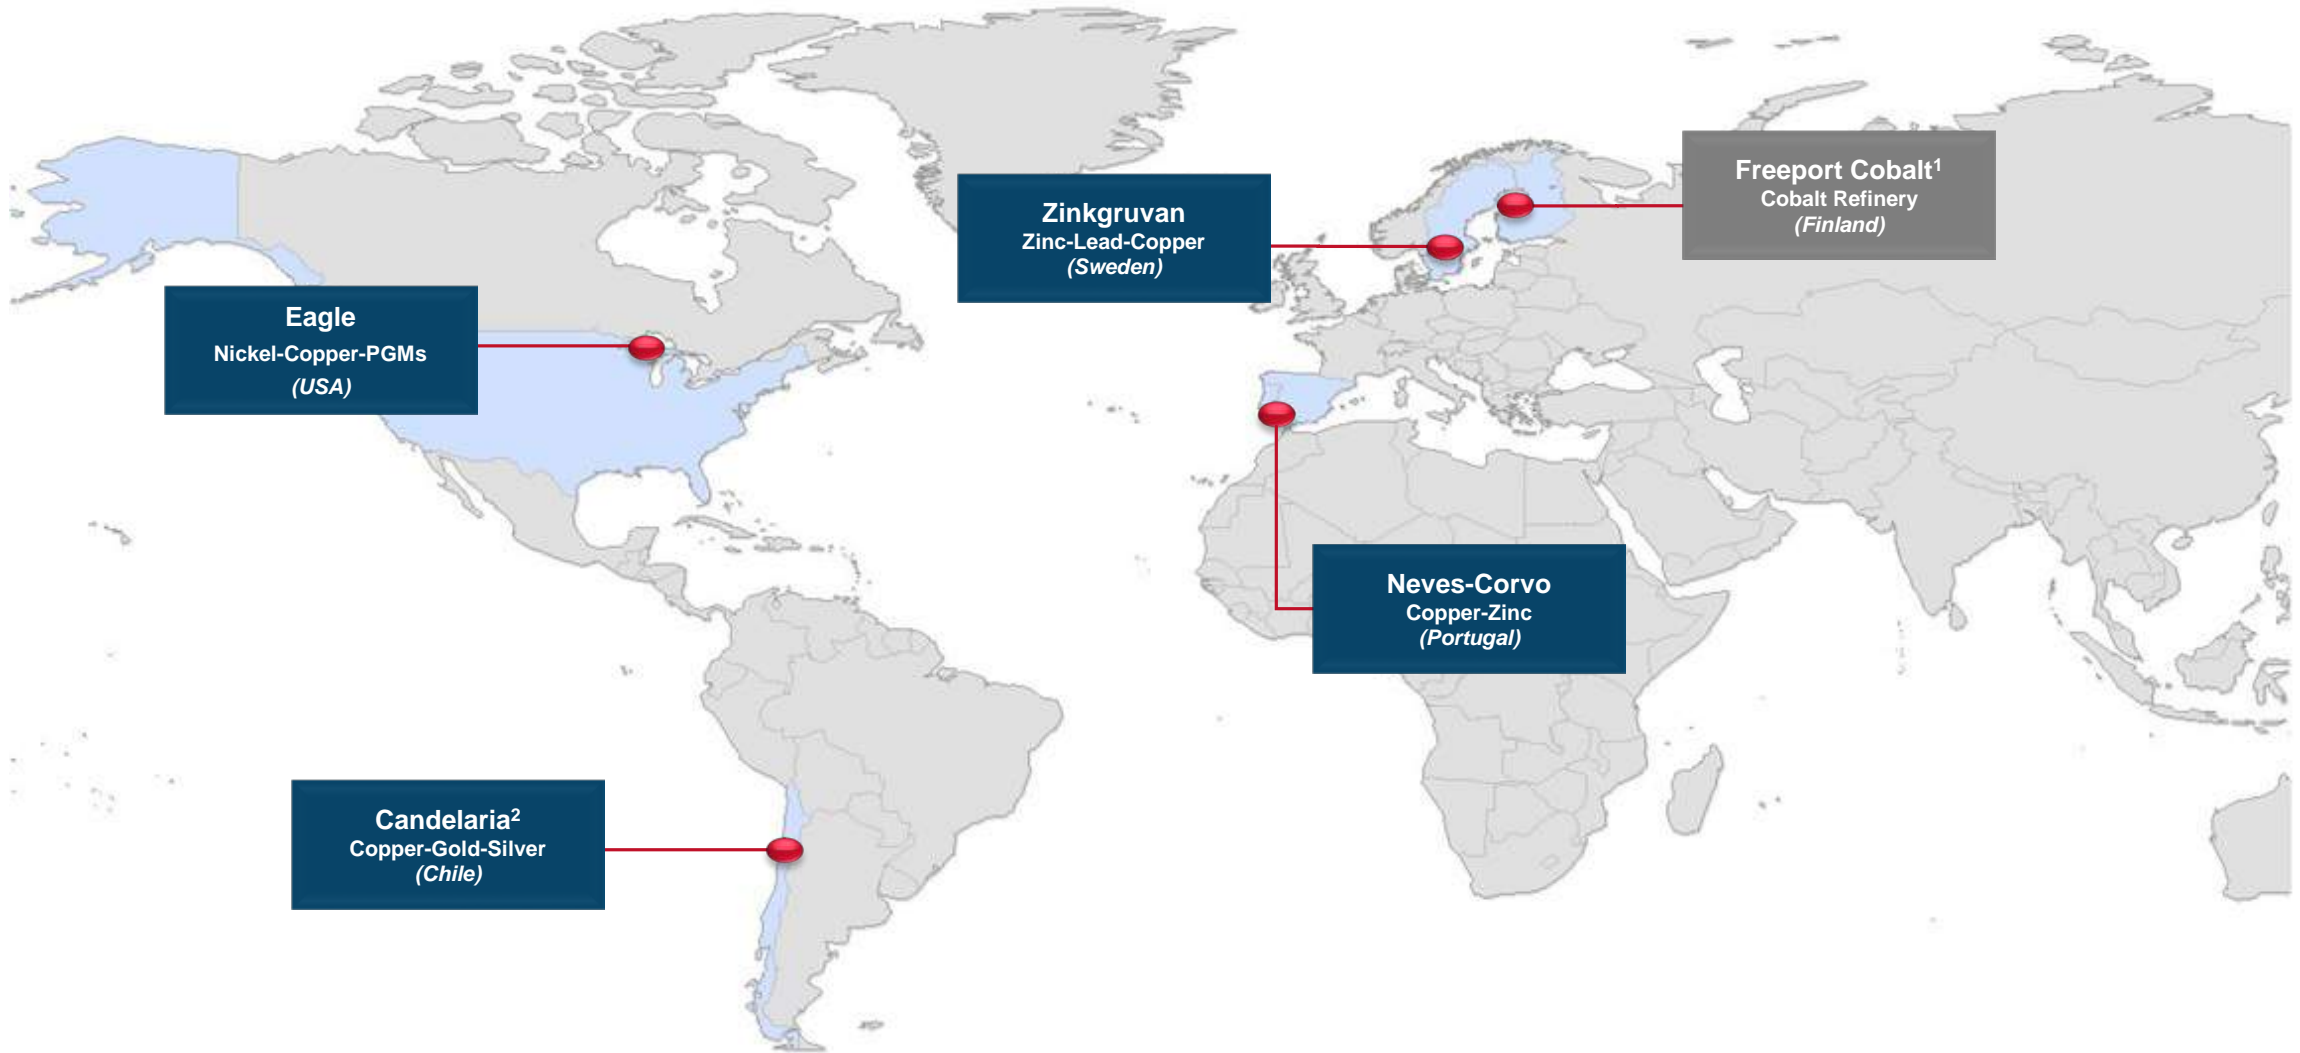 Freeport Cobalt¹
Cobalt Refinery
(Finland)
Zinkgruvan
Zinc-Lead-Copper
(Sweden)
Eagle
Nickel-Copper-PGMs
(USA)
Neves-Corvo
Copper-Zinc
(Portugal)
Candelaria²
Copper-Gold-Silver
(Chile)